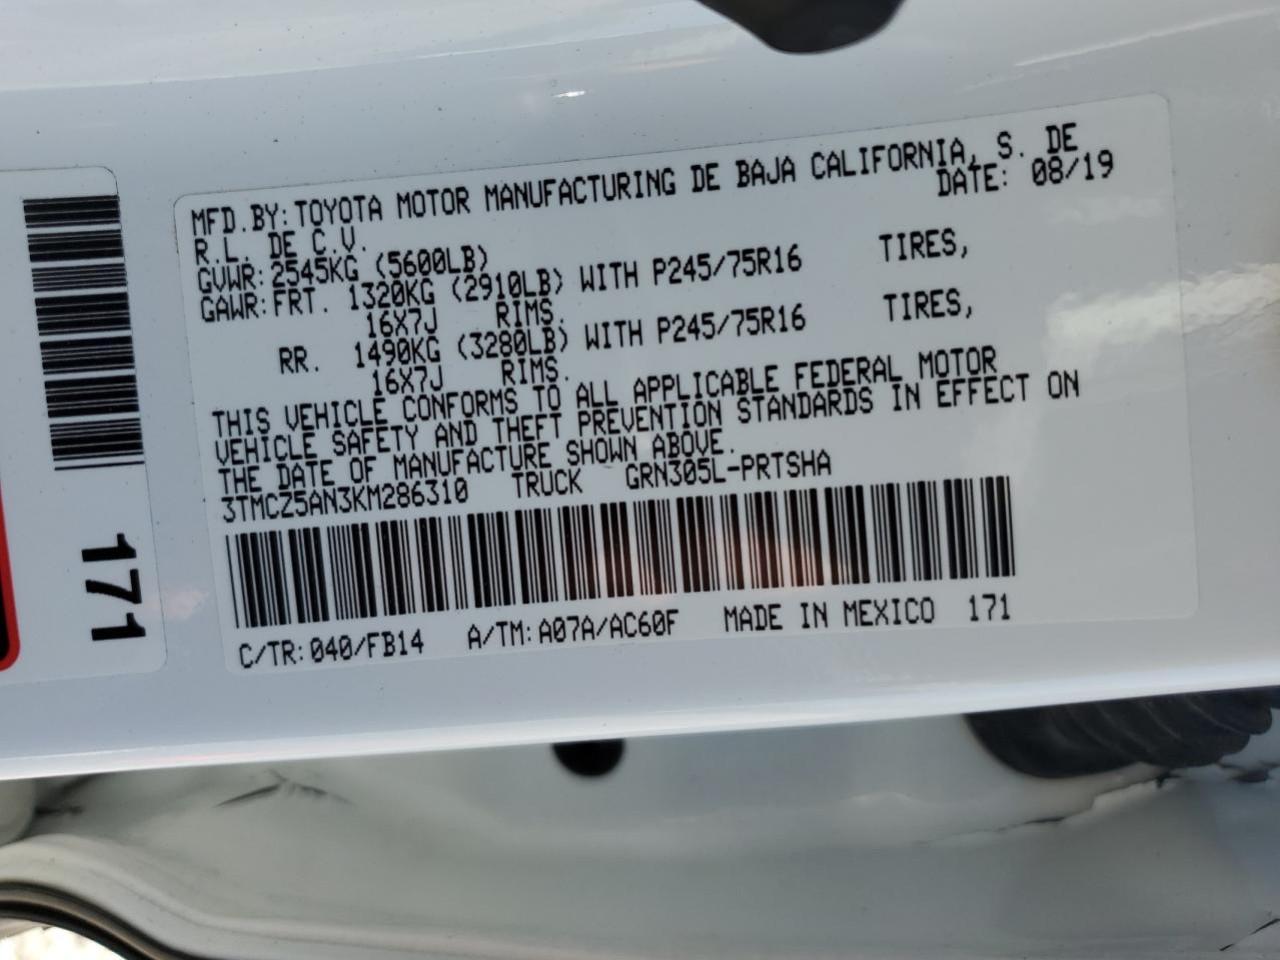 MFD.BY:TOYOTA MOTOR MANUFACTURING DE BAJA CALIFORNIA, S. DE
R.L. DE C.V. DATE: 08/19
GVWR:2545KG (5600LB)
GAWR:FRT. 1320KG (2910LB) WITH P245/75R16 TIRES,
16X7J RIMS.
RR. 1490KG (3280LB) WITH P245/75R16 TIRES,
16X7J RIMS.
THIS VEHICLE CONFORMS TO ALL APPLICABLE FEDERAL MOTOR
VEHICLE SAFETY AND THEFT PREVENTION STANDARDS IN EFFECT ON
THE DATE OF MANUFACTURE SHOWN ABOVE.
3TMCZ5AN3KM286310 TRUCK GRN305L-PRTSHA
C/TR:040/FB14 A/TM:A07A/AC60F MADE IN MEXICO 171
171